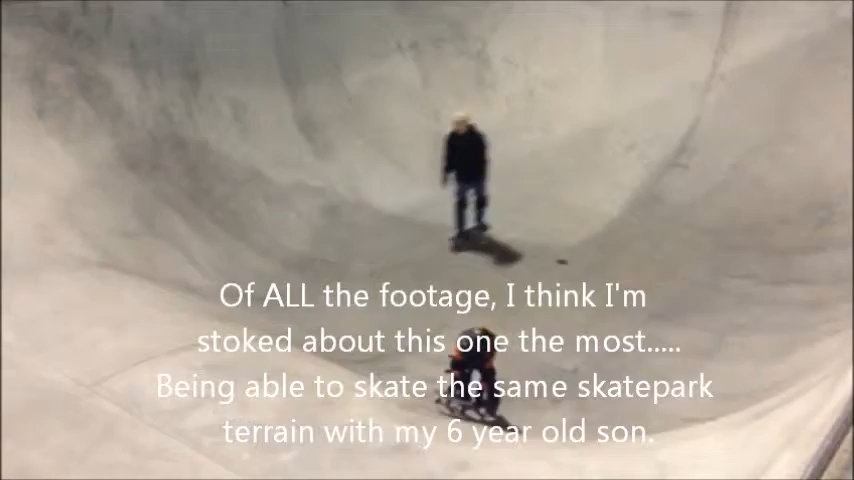 Of ALL the footage, I think I'm
stoked about this one the most.....
Being able to skate the same skatepark
terrain with my 6 year old son.